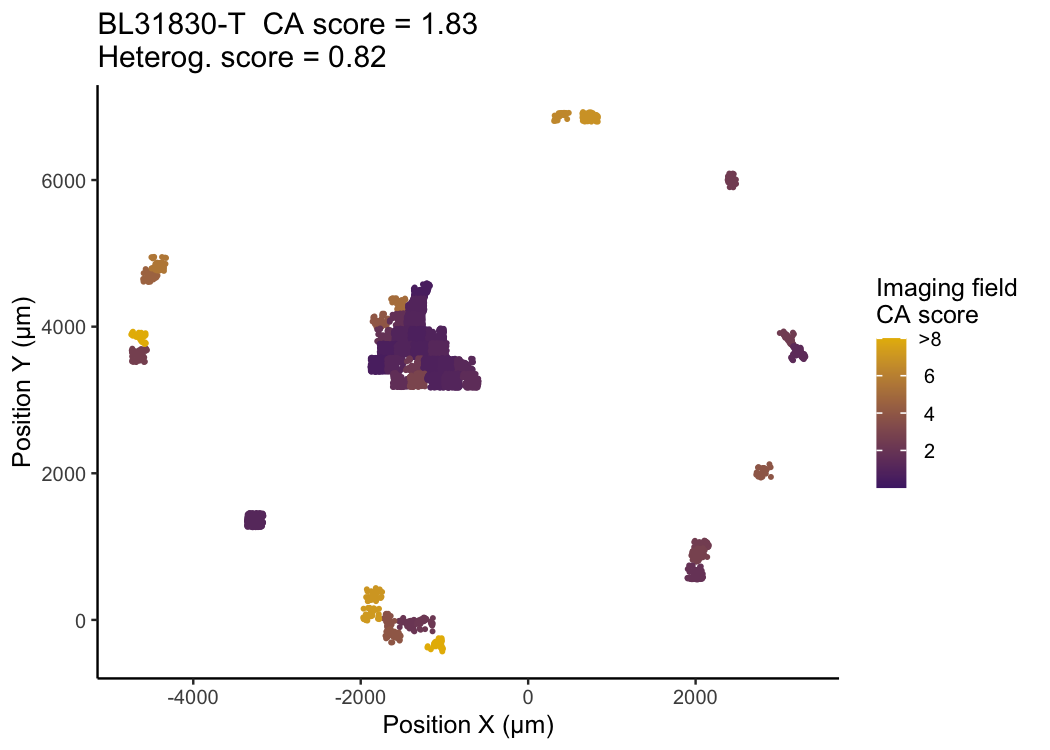 BL31830-T  CA score = 1.83
Heterog. score = 0.82
Position Y (µm)
6000
4000
2000
0
-4000
-2000
0
2000
Position X (µm)
Imaging field
CA score
>8
6
4
2